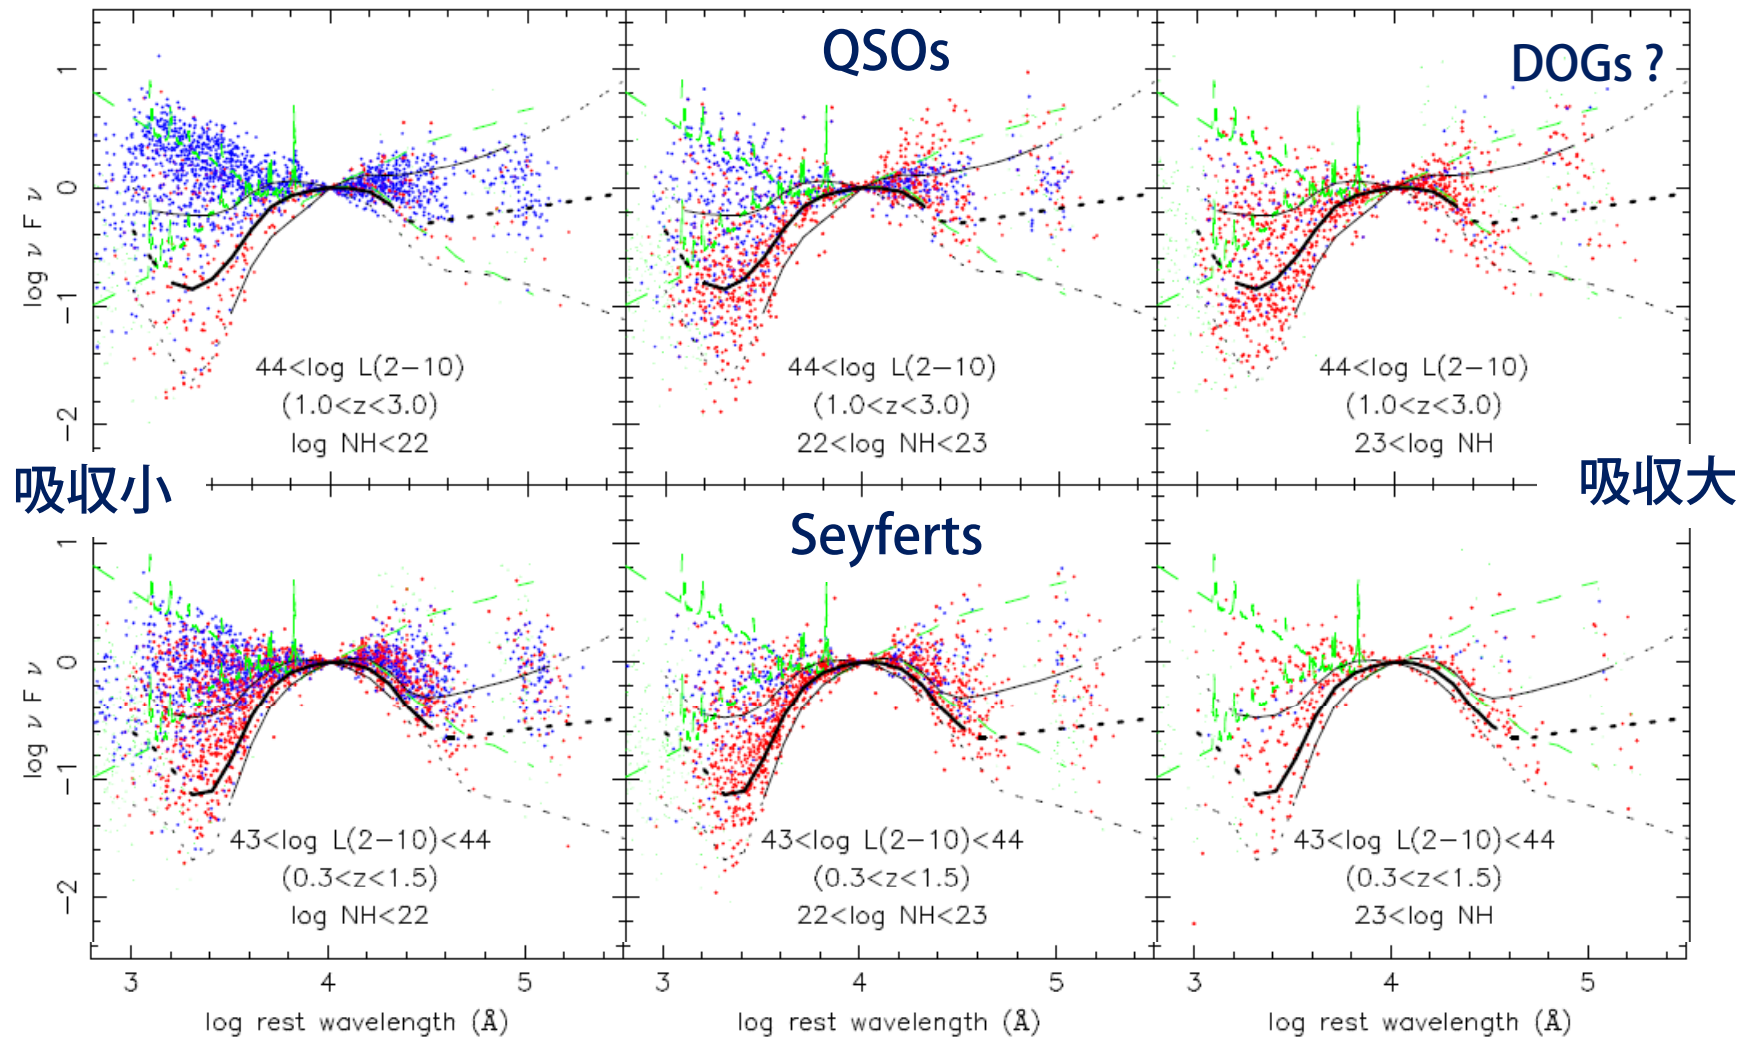 QSOs
DOGs ?
1
0
−1
−2
log ν F ν
44<log L(2−10)
(1.0<z<3.0)
log NH<22
44<log L(2−10)
(1.0<z<3.0)
22<log NH<23
44<log L(2−10)
(1.0<z<3.0)
23<log NH
吸収小
吸収大
Seyferts
1
0
−1
−2
log ν F ν
43<log L(2−10)<44
(0.3<z<1.5)
log NH<22
43<log L(2−10)<44
(0.3<z<1.5)
22<log NH<23
43<log L(2−10)<44
(0.3<z<1.5)
23<log NH
3 4 5
3 4 5
3 4 5
log rest wavelength (Å)
log rest wavelength (Å)
log rest wavelength (Å)